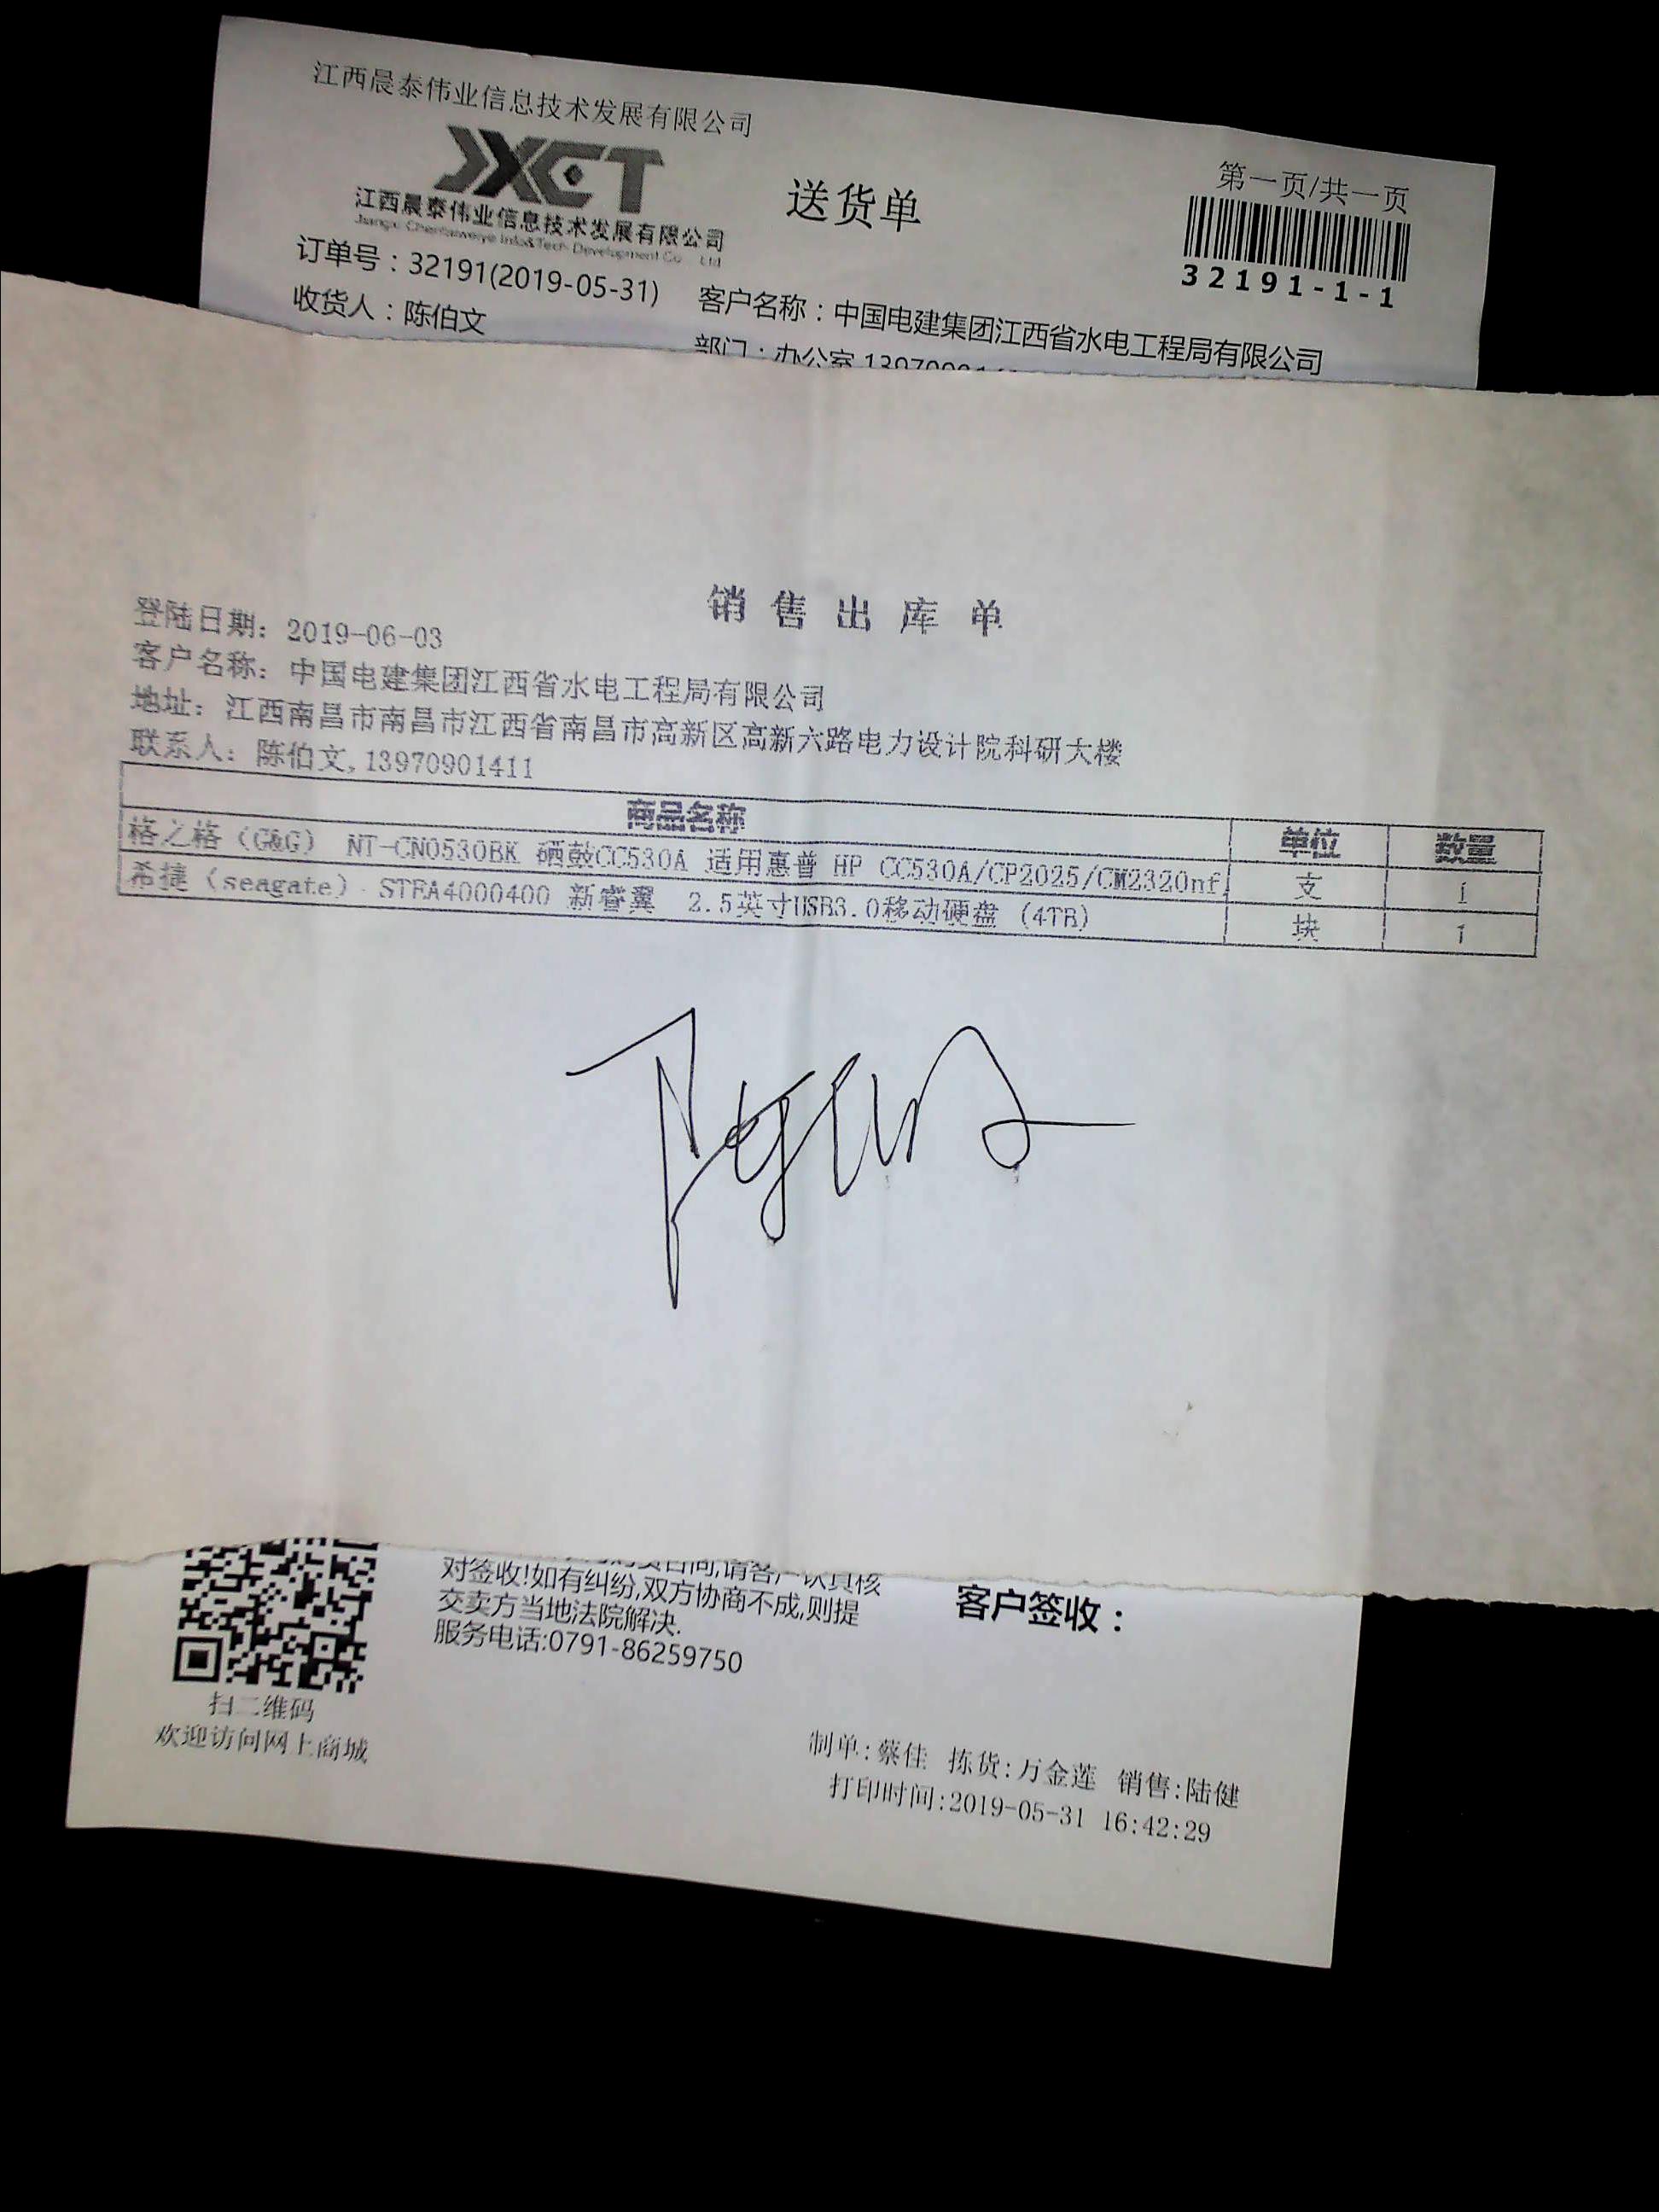 江西晨泰伟业信息技术发展有限公司
JXCT
送货单
第一页/共一页
江西晨泰伟业信息技术发展有限公司
Jiangxi Chentaiweiye Info&Tech Development Co., Ltd
32191-1-1
订单号：32191(2019-05-31)
客户名称：中国电建集团江西省水电工程局有限公司
收货人：陈伯文
部门：办公室
销售出库单
登陆日期：2019-06-03
客户名称：中国电建集团江西省水电工程局有限公司
地址：江西南昌市南昌市江西省南昌市高新区高新六路电力设计院科研大楼
联系人：陈伯文,13970901411
商品名称 单位 数量
格之格（G&G） NT-CN0530BK 硒鼓CC530A 适用惠普 HP CC530A/CP2025/CM2320nf 支 1
希捷（seagate） STEA4000400 新睿翼 2.5英寸USB3.0移动硬盘（4TB） 块 1
对签收!如有纠纷,双方协商不成,则提
交卖方当地法院解决.
服务电话:0791-86259750
客户签收：
扫二维码
欢迎访问网上商城
制单:蔡佳 拣货:万金莲 销售:陆健
打印时间:2019-05-31 16:42:29